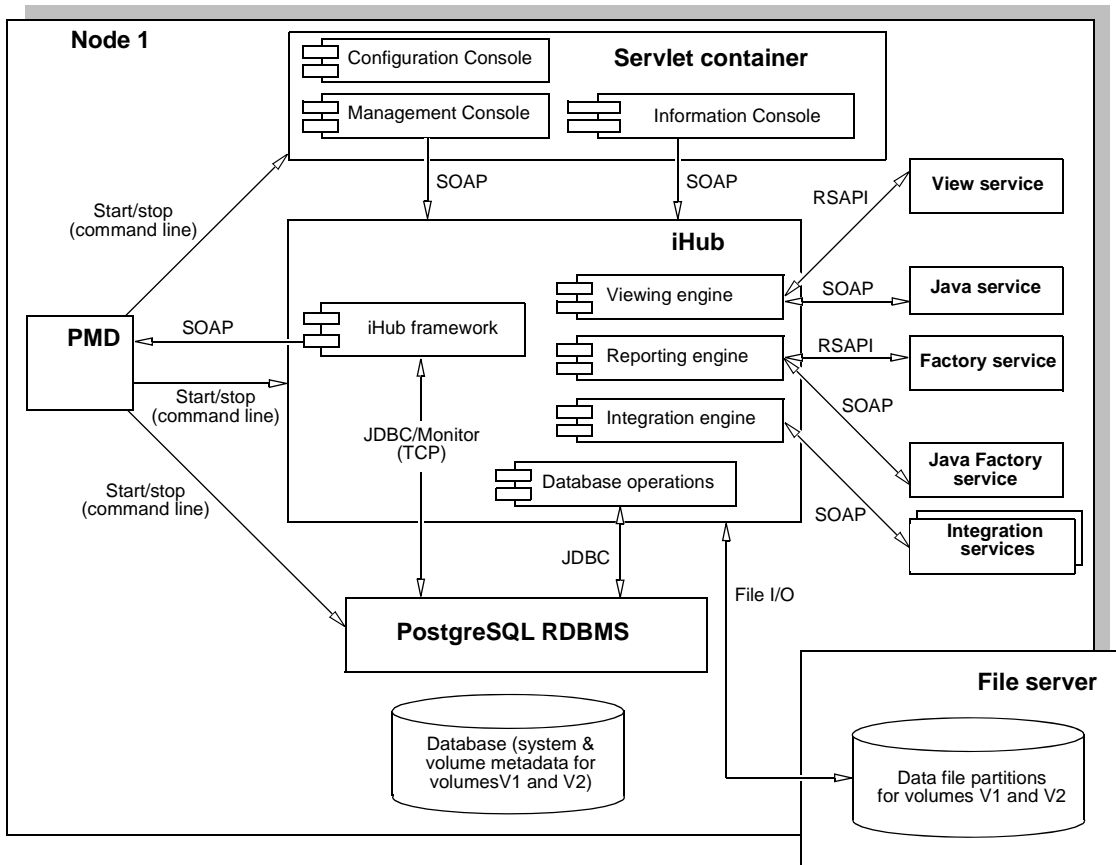 Node 1
Configuration Console
Servlet container
Management Console
Information Console
SOAP
SOAP
Start/stop
(command line)
RSAPI
View service
iHub
Viewing engine
SOAP
Java service
SOAP
iHub framework
PMD
Reporting engine
RSAPI
Factory service
Start/stop
(command line)
SOAP
Integration engine
JDBC/Monitor
(TCP)
Java Factory
service
Database operations
Start/stop
(command line)
SOAP
Integration
services
JDBC
File I/O
PostgreSQL RDBMS
File server
Database (system &
volume metadata for
volumesV1 and V2)
Data file partitions
for volumes V1 and V2